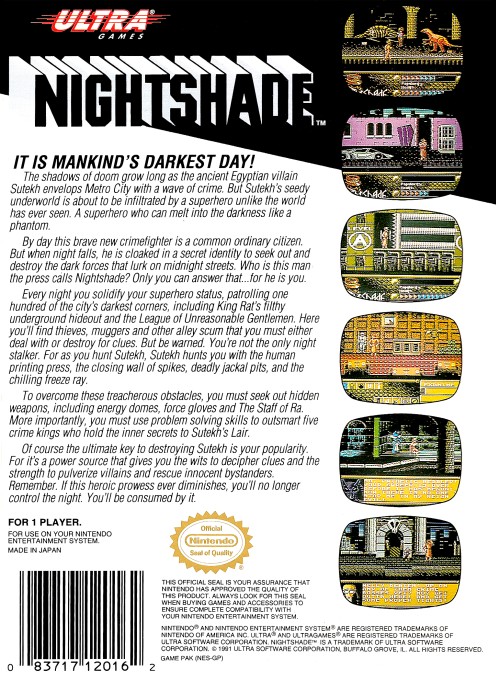 ULTRA®
GAMES
NIGHTSHADE™
IT IS MANKIND'S DARKEST DAY!
The shadows of doom grow long as the ancient Egyptian villain
Sutekh envelops Metro City with a wave of crime. But Sutekh's seedy
underworld is about to be infiltrated by a superhero unlike the world
has ever seen. A superhero who can melt into the darkness like a
phantom.
By day this brave new crimefighter is a common ordinary citizen.
But when night falls, he is cloaked in a secret identity to seek out and
destroy the dark forces that lurk on midnight streets. Who is this man
the press calls Nightshade? Only you can answer that...for he is you.
Every night you solidify your superhero status, patrolling one
hundred of the city's darkest corners, including King Rat's filthy
underground hideout and the League of Unreasonable Gentlemen. Here
you'll find thieves, muggers and other alley scum that you must either
deal with or destroy for clues. But be warned. You're not the only night
stalker. For as you hunt Sutekh, Sutekh hunts you with the human
printing press, the closing wall of spikes, deadly jackal pits, and the
chilling freeze ray.
To overcome these treacherous obstacles, you must seek out hidden
weapons, including energy domes, force gloves and The Staff of Ra.
More importantly, you must use problem solving skills to outsmart five
crime kings who hold the inner secrets to Sutekh's Lair.
Of course the ultimate key to destroying Sutekh is your popularity.
For it's a power source that gives you the wits to decipher clues and the
strength to pulverize villains and rescue innocent bystanders.
Remember. If this heroic prowess ever diminishes, you'll no longer
control the night. You'll be consumed by it.
FOR 1 PLAYER.
FOR USE ON YOUR NINTENDO
ENTERTAINMENT SYSTEM.
MADE IN JAPAN
Official
Nintendo
Seal of Quality
®
THIS OFFICIAL SEAL IS YOUR ASSURANCE THAT
NINTENDO HAS APPROVED THE QUALITY OF
THIS PRODUCT. ALWAYS LOOK FOR THIS SEAL
WHEN BUYING GAMES AND ACCESSORIES TO
ENSURE COMPLETE COMPATIBILITY WITH
YOUR NINTENDO ENTERTAINMENT SYSTEM.
NINTENDO® AND NINTENDO ENTERTAINMENT SYSTEM® ARE REGISTERED TRADEMARKS OF
NINTENDO OF AMERICA INC. ULTRA® AND ULTRAGAMES® ARE REGISTERED TRADEMARKS OF
ULTRA SOFTWARE CORPORATION. NIGHTSHADE™ IS A TRADEMARK OF ULTRA SOFTWARE
CORPORATION. © 1991 ULTRA SOFTWARE CORPORATION, BUFFALO GROVE, IL. ALL RIGHTS RESERVED.
GAME PAK (NES-GP)
0 83717 12016 2
LEVEL
A